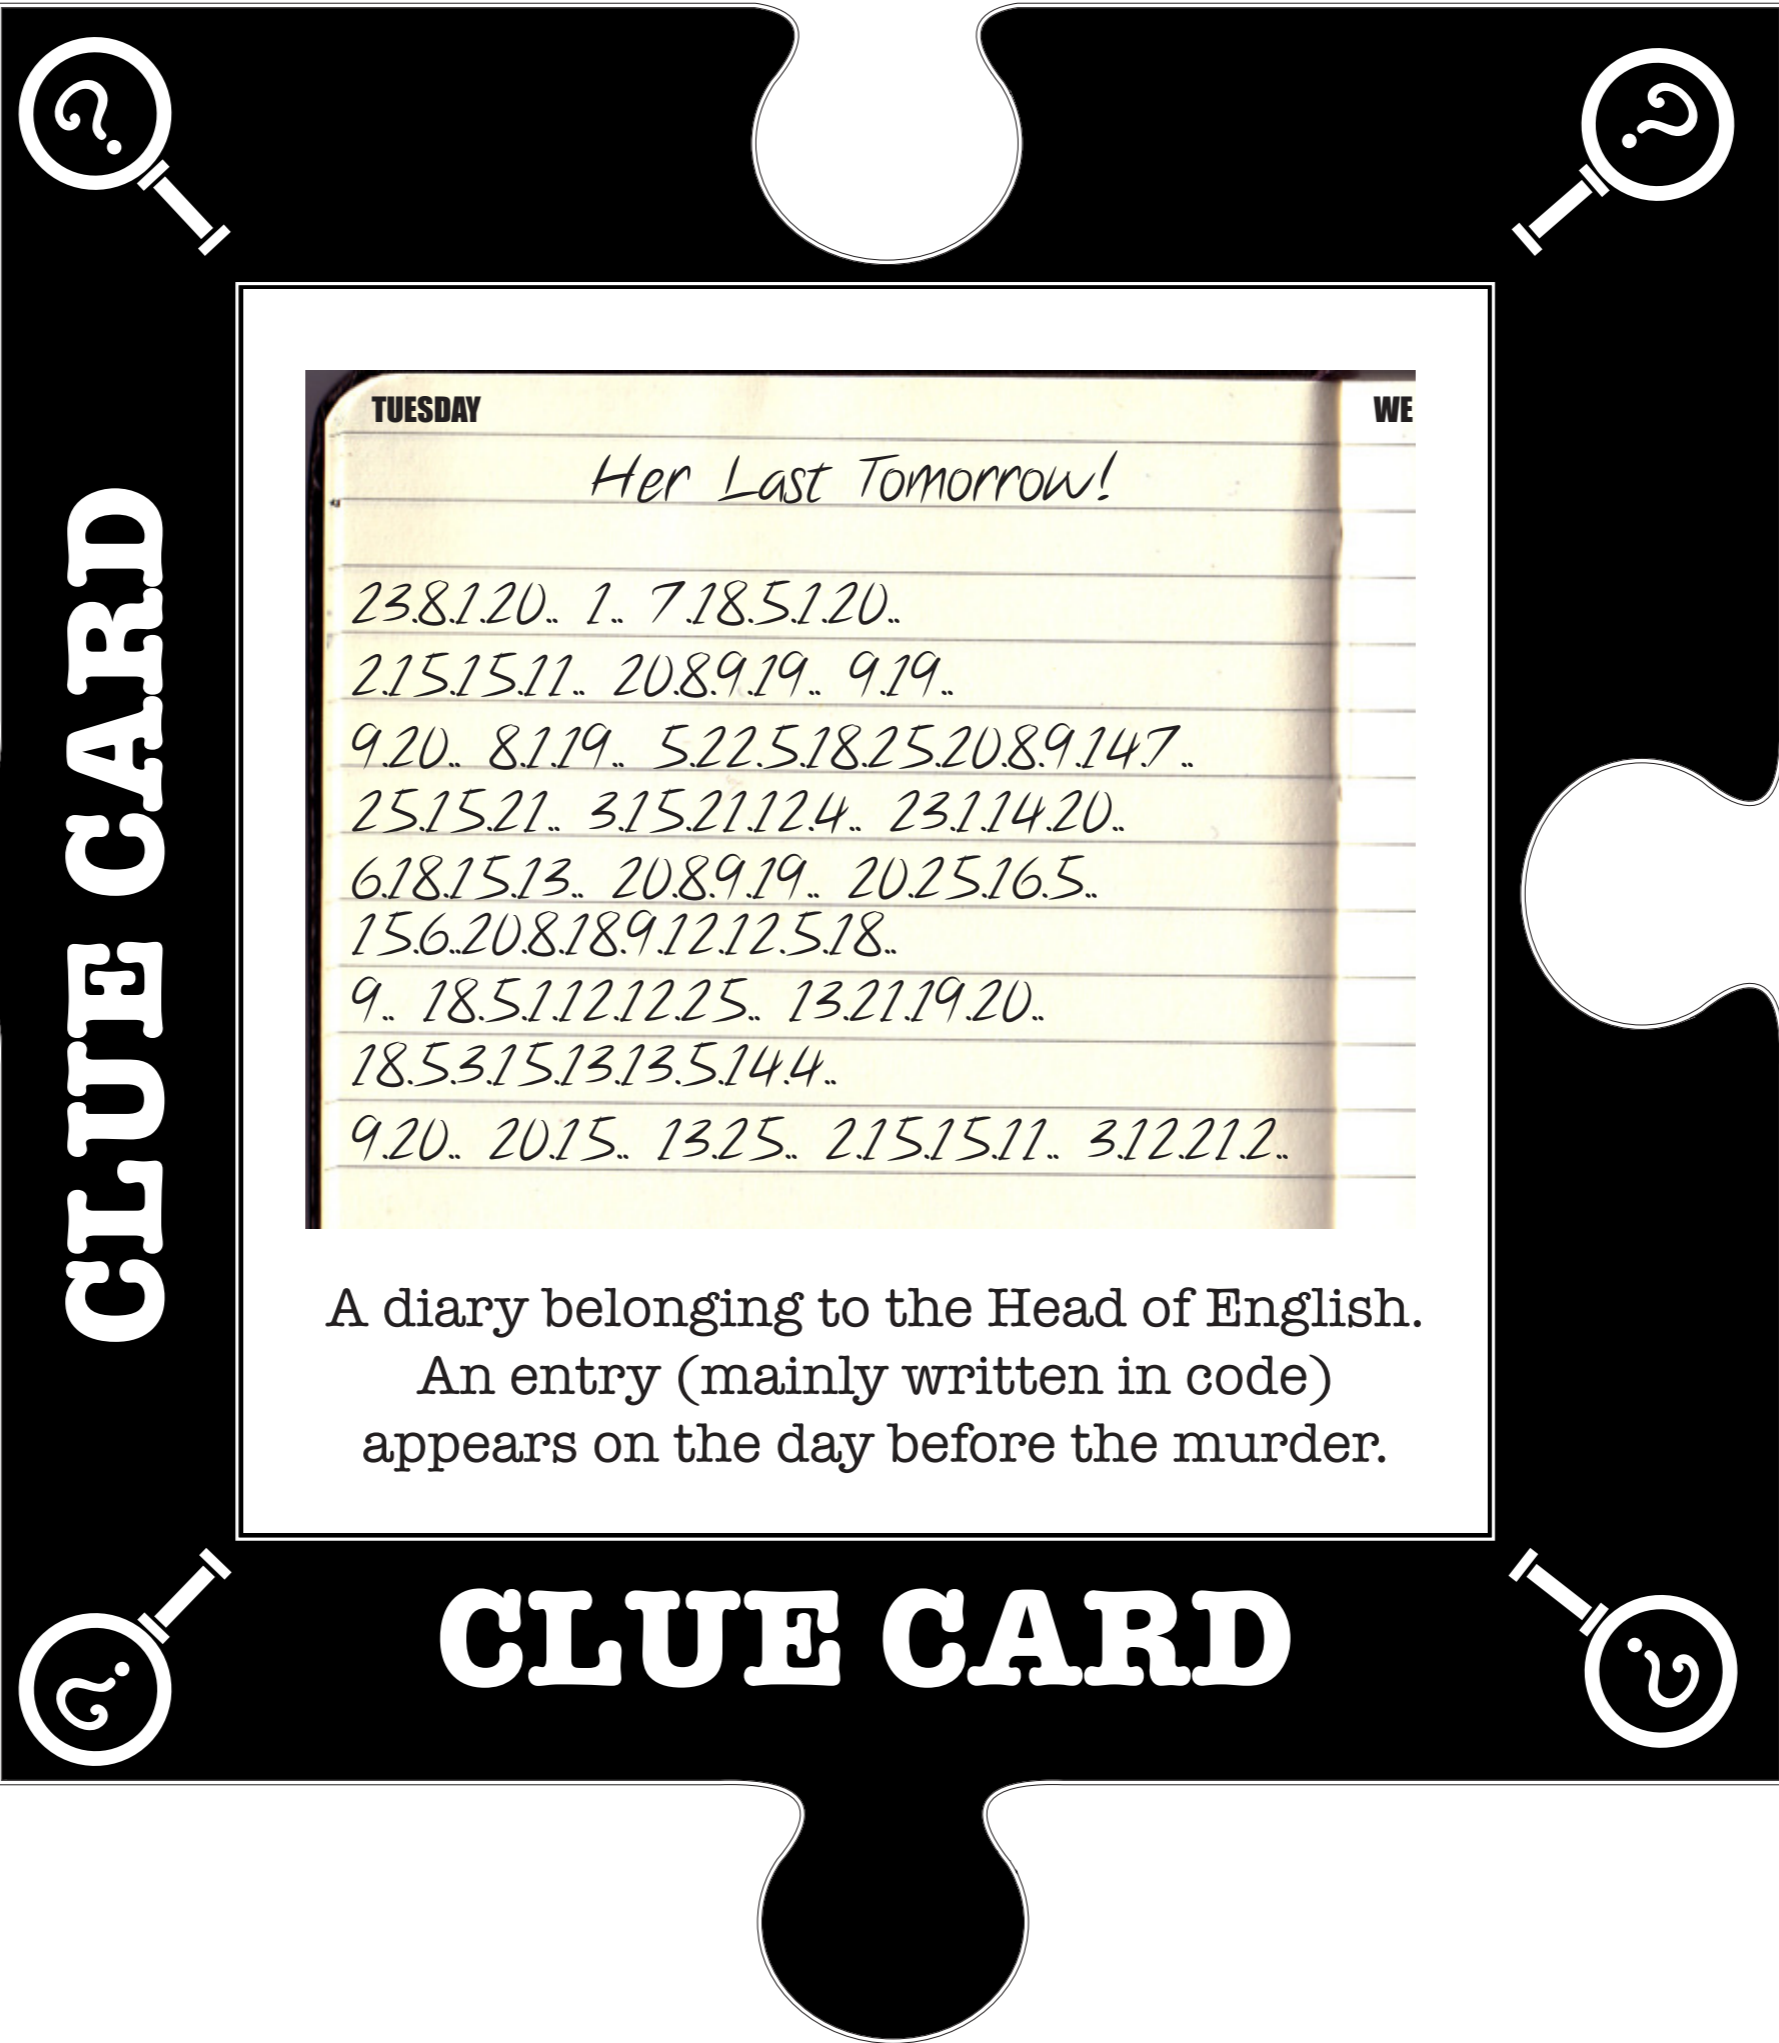 TUESDAY
WE
Her Last Tomorrow!
23.8.1.20.. 1.. 7.18.5.1.20..
2.15.15.11.. 20.8.9.19.. 9.19..
9.20.. 8.1.19.. 5.22.5.18.25.20.8.9.14.7..
25.15.21.. 3.15.21.12.4.. 23.1.14.20..
6.18.15.13.. 20.8.9.19.. 20.25.16.5..
15.6..20.8.18.9.12.12.5.18..
9.. 18.5.1.12.12.25.. 13.21.19.20..
18.5.3.15.13.13.5.14.4..
9.20.. 20.15.. 13.25.. 2.15.15.11.. 3.12.21.2..
A diary belonging to the Head of English.
An entry (mainly written in code)
appears on the day before the murder.
CLUE CARD
CLUE CARD